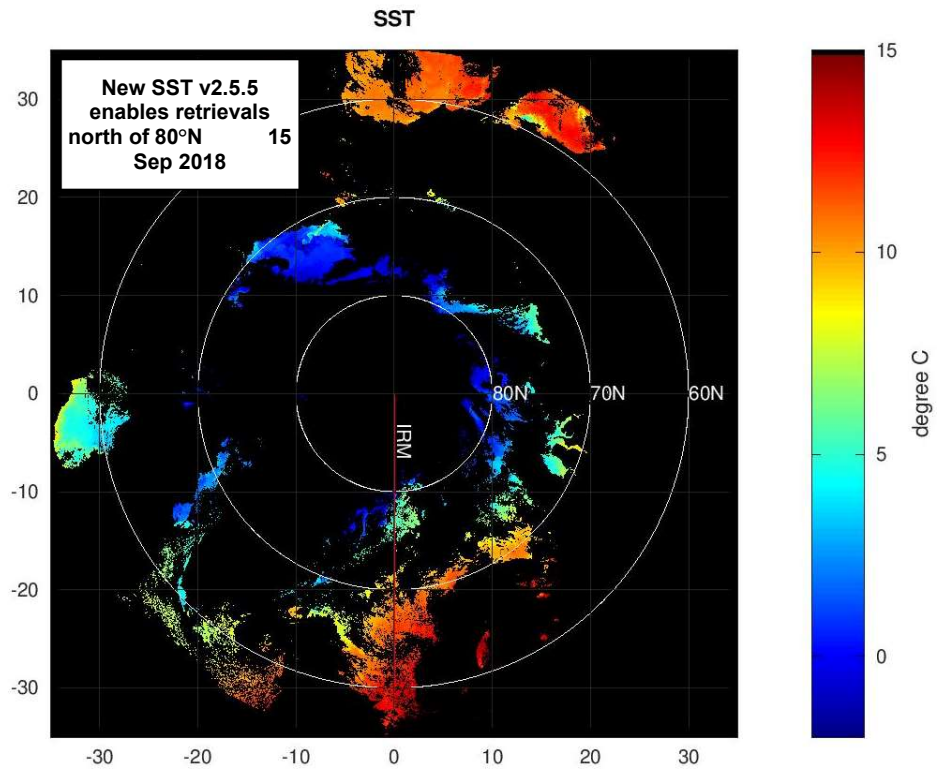 SST
New SST v2.5.5
enables retrievals
north of 80°N 15
Sep 2018
30
20
10
0
-10
-20
-30
-30
-20
-10
0
10
20
30
80N
70N
60N
IRM
15
10
5
0
degree C